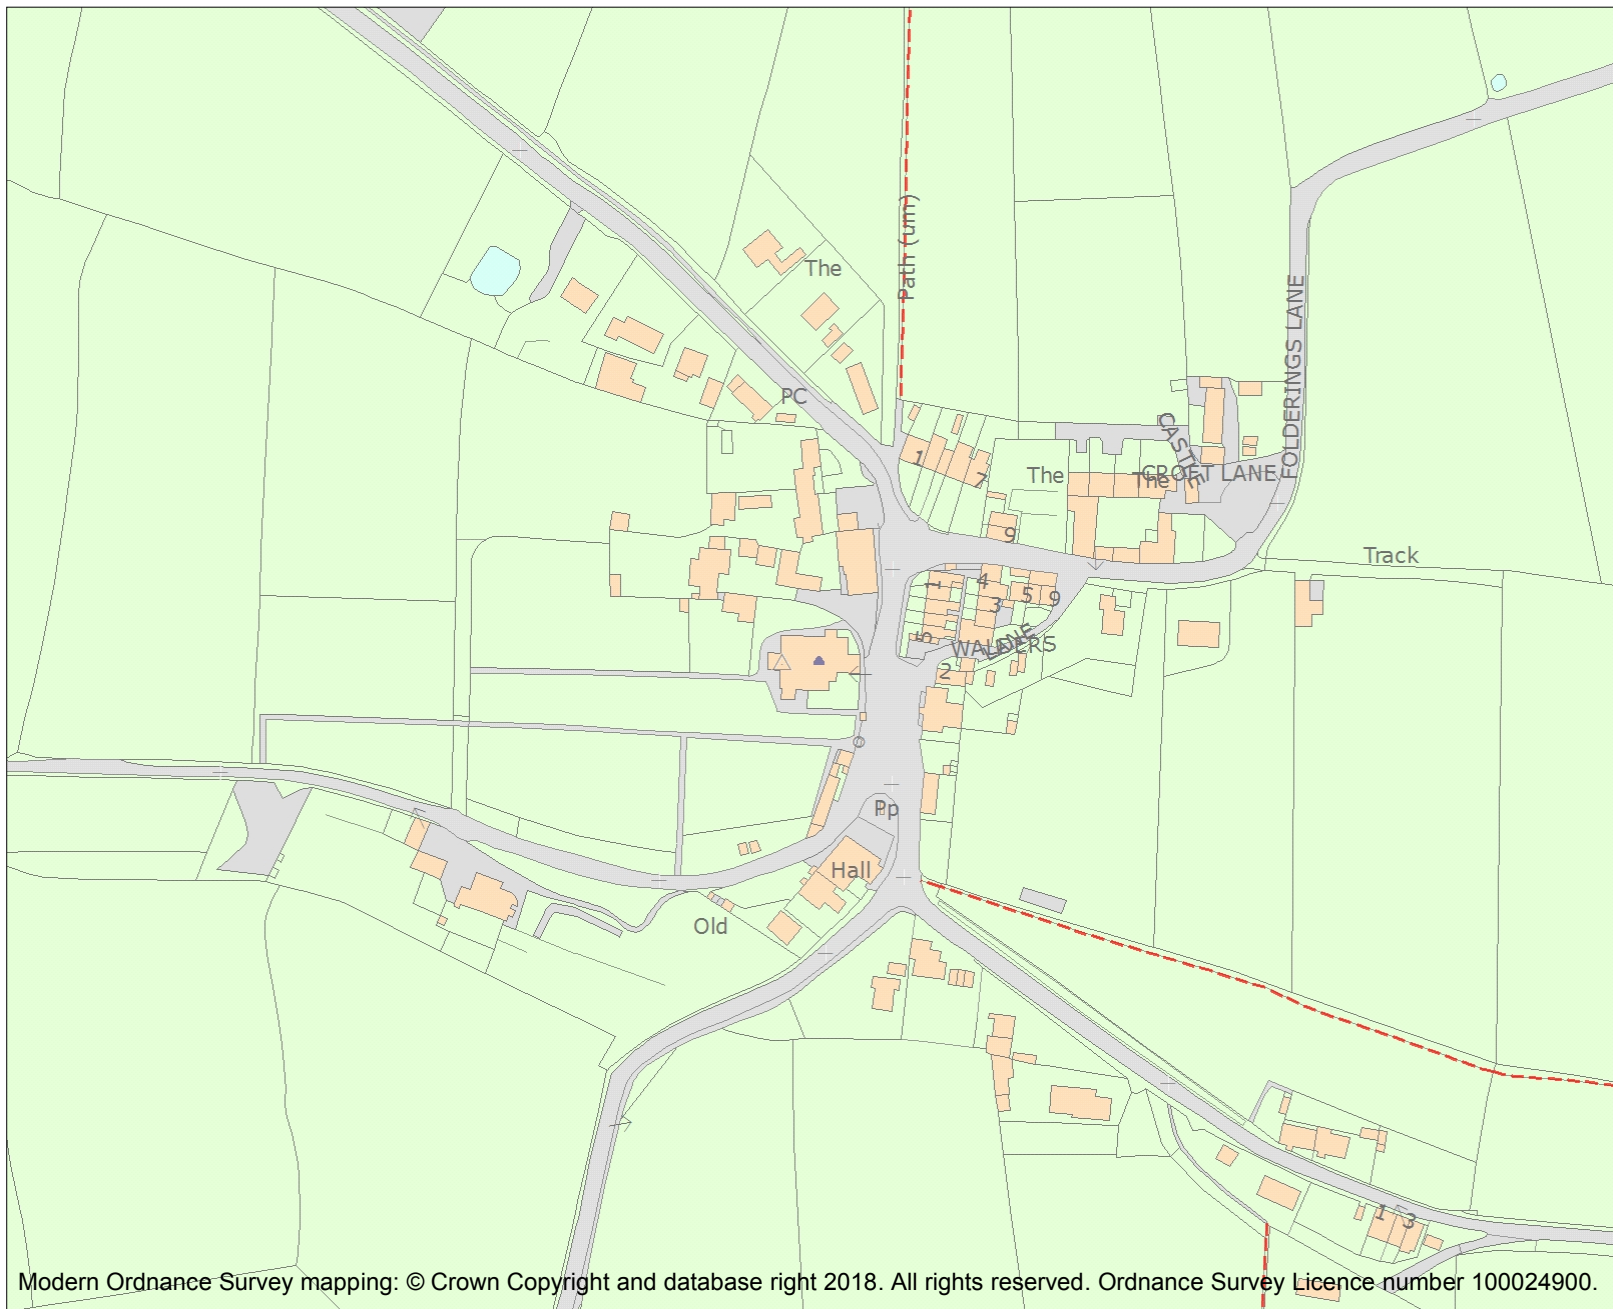 Path (um)
The
FOLDERINGS LANE
PC
CASTLE
CROFT LANE
1
7
The
The
9
Track
1
4
3
5
9
5
WALDERS
LANE
2
Pp
Hall
Old
1
3
Modern Ordnance Survey mapping: © Crown Copyright and database right 2018. All rights reserved. Ordnance Survey Licence number 100024900.